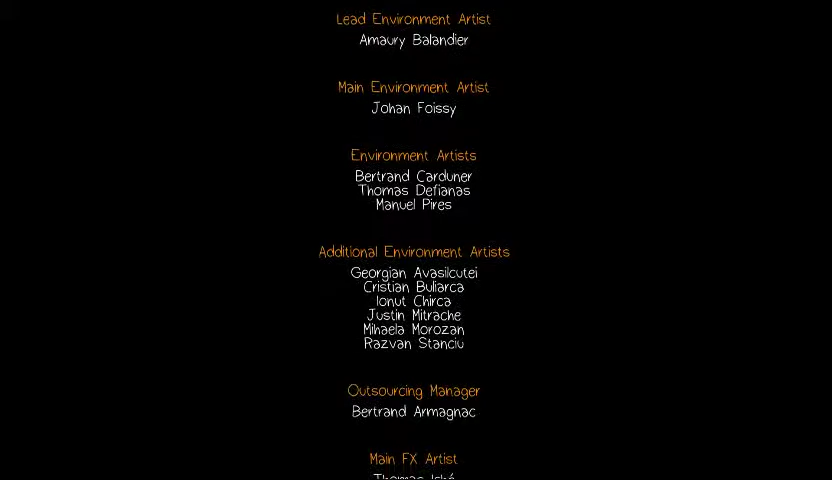 Lead Environment Artist
Amaury Balandier
Main Environment Artist
Johan Foissy
Environment Artists
Bertrand Carduner
Thomas Defianas
Manuel Pires
Additional Environment Artists
Georgian Avasilcutei
Cristian Buliarca
Ionut Chirca
Justin Mitrache
Mihaela Morozan
Razvan Stanciu
Outsourcing Manager
Bertrand Armagnac
Main FX Artist
Thomas